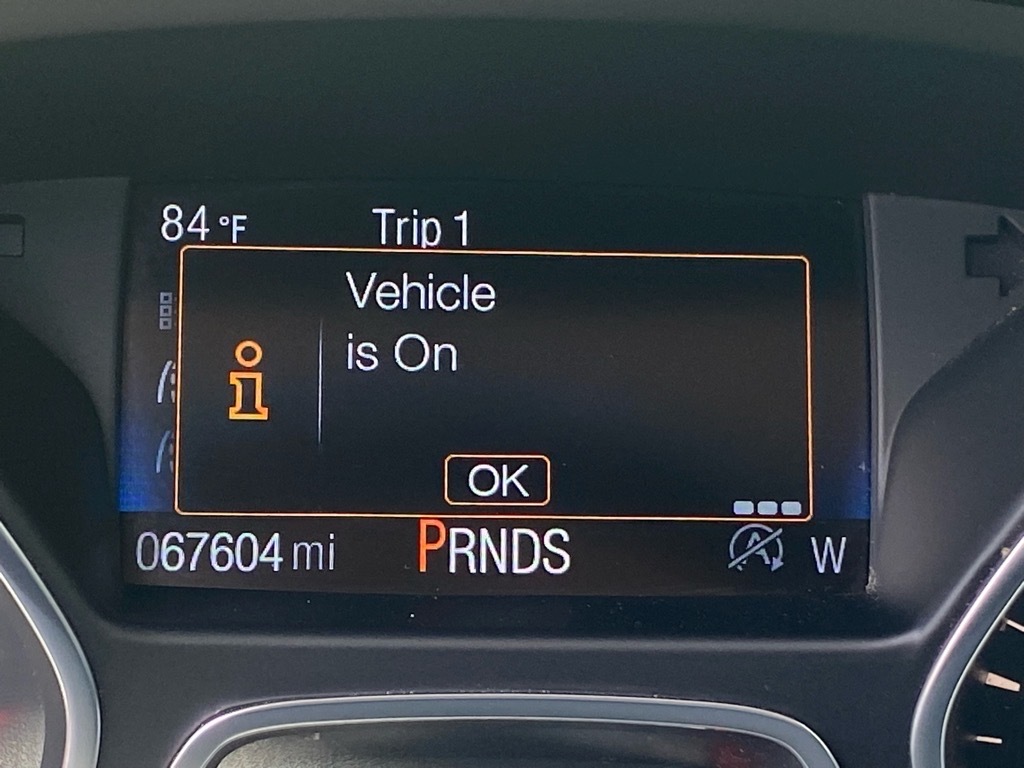 84 °F Trip 1
Vehicle
is On
OK
067604 mi PRNDS A W